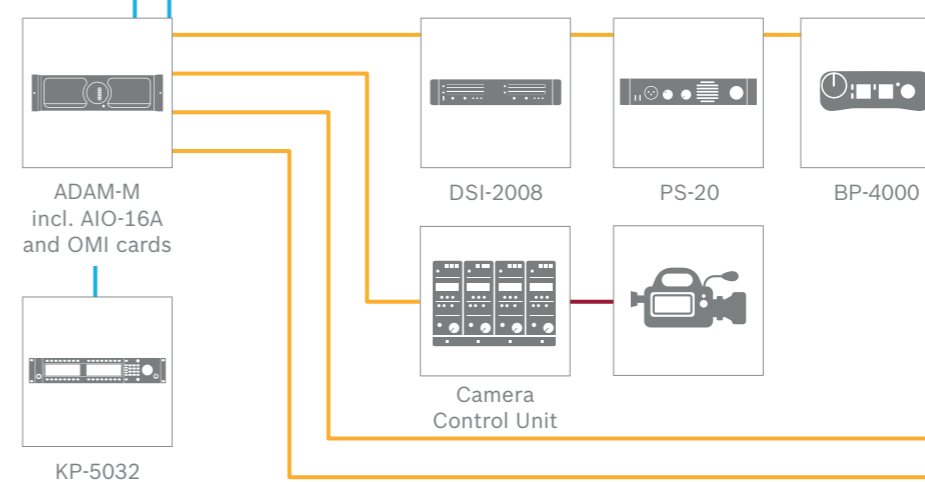 ADAM-M
incl. AIO-16A
and OMI cards
DSI-2008
PS-20
BP-4000
Camera
Control Unit
KP-5032